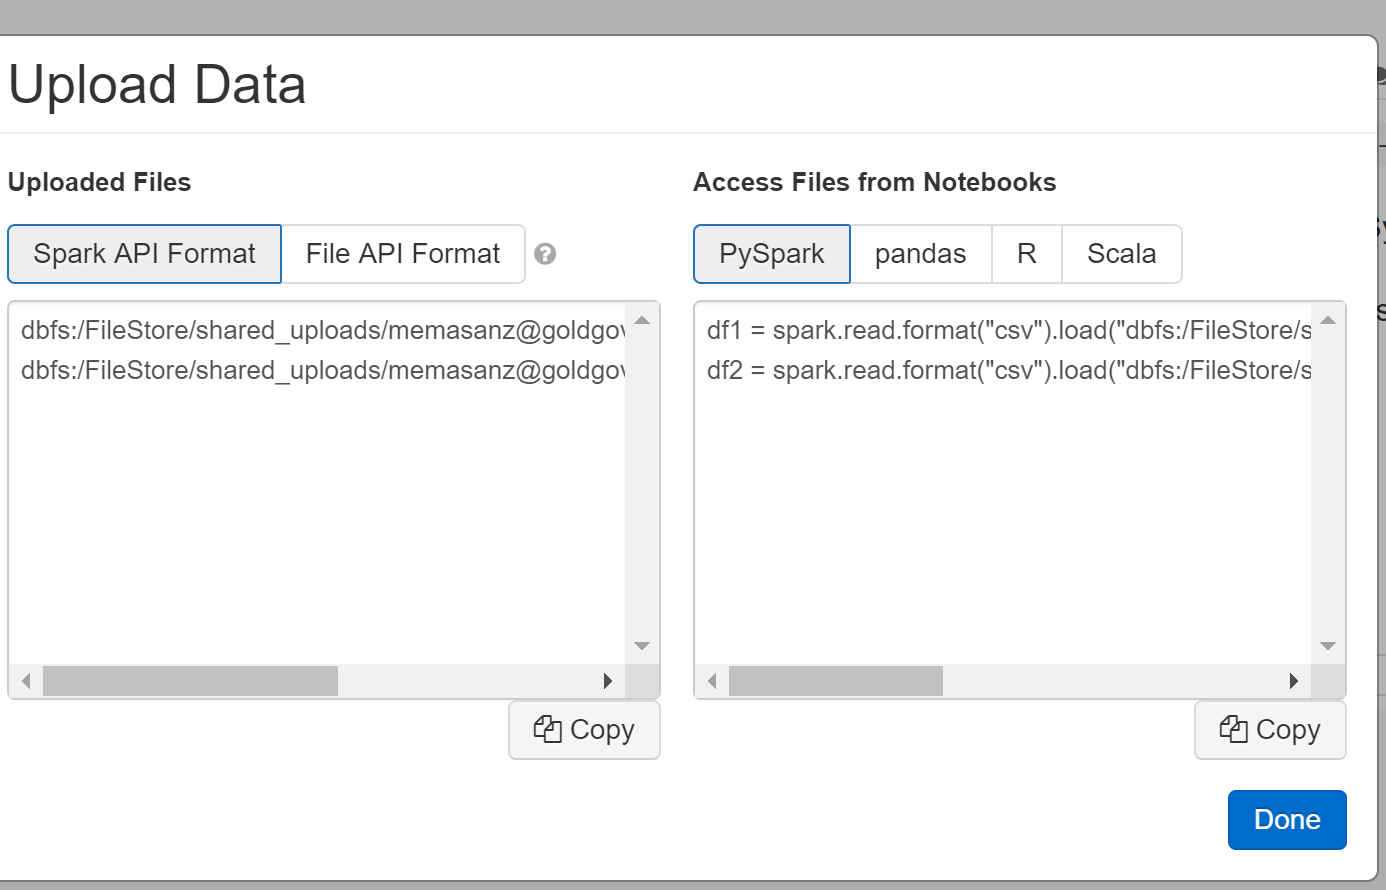 Upload Data
Uploaded Files
Spark API Format
File API Format
?
dbfs:/FileStore/shared_uploads/memasanz@goldgov
dbfs:/FileStore/shared_uploads/memasanz@goldgov
Copy
Access Files from Notebooks
PySpark
pandas
R
Scala
df1 = spark.read.format("csv").load("dbfs:/FileStore/s
df2 = spark.read.format("csv").load("dbfs:/FileStore/s
Copy
Done